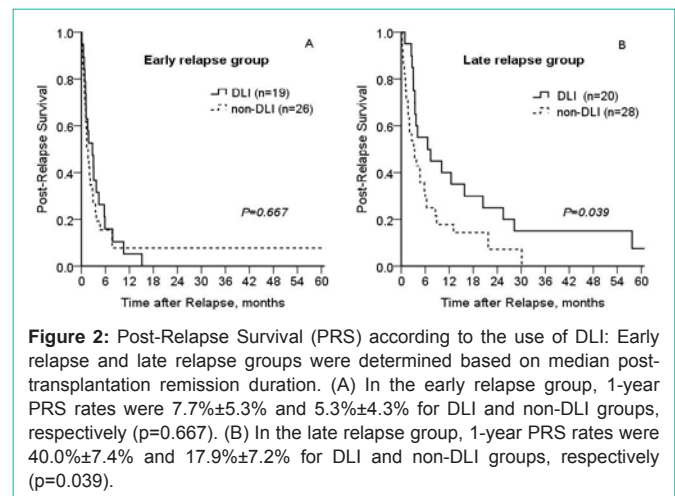 A
Early relapse group
DLI (n=19)
non-DLI (n=26)
P=0.667
Post-Relapse Survival
1.0
0.8
0.6
0.4
0.2
0.0
0 6 12 18 24 30 36 42 48 54 60
Time after Relapse, months
B
Late relapse group
DLI (n=20)
non-DLI (n=28)
P=0.039
Post-Relapse Survival
1.0
0.8
0.6
0.4
0.2
0.0
0 6 12 18 24 30 36 42 48 54 60
Time after Relapse, months
Figure 2: Post-Relapse Survival (PRS) according to the use of DLI: Early
relapse and late relapse groups were determined based on median post-
transplantation remission duration. (A) In the early relapse group, 1-year
PRS rates were 7.7%±5.3% and 5.3%±4.3% for DLI and non-DLI groups,
respectively (p=0.667). (B) In the late relapse group, 1-year PRS rates were
40.0%±7.4% and 17.9%±7.2% for DLI and non-DLI groups, respectively
(p=0.039).